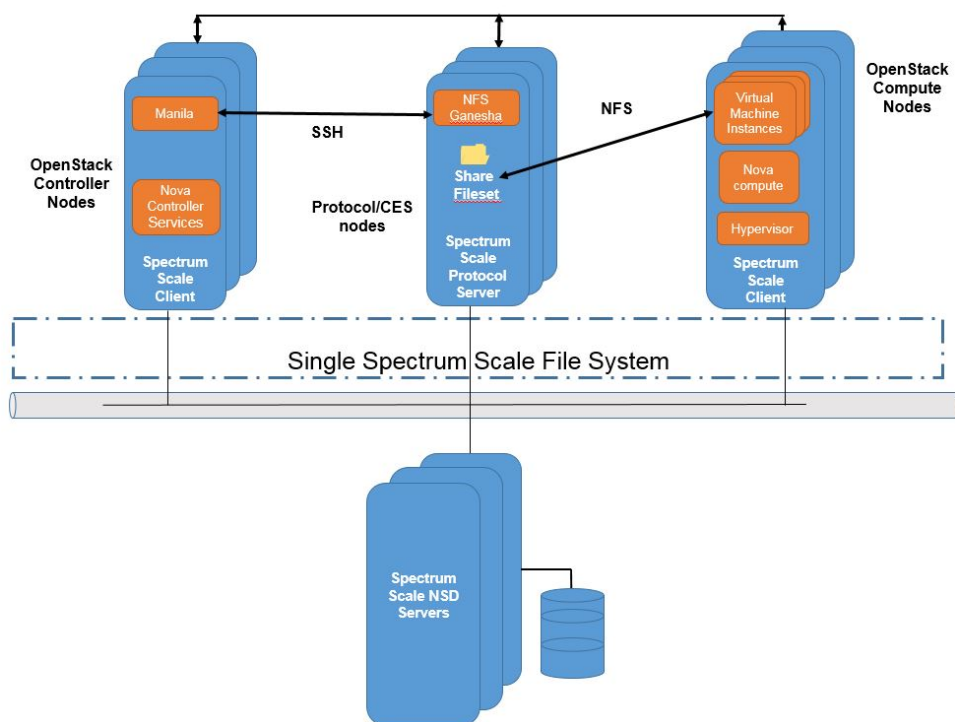 OpenStack
Controller
Nodes
Manila
Nova
Controller
Services
Spectrum
Scale
Client
SSH
Protocol/CES
nodes
NFS
Ganesha
Share
Fileset
Spectrum
Scale
Protocol
Server
NFS
Virtual
Machine
Instances
Nova
compute
Hypervisor
Spectrum
Scale
Client
OpenStack
Compute
Nodes
Single Spectrum Scale File System
Spectrum
Scale NSD
Servers